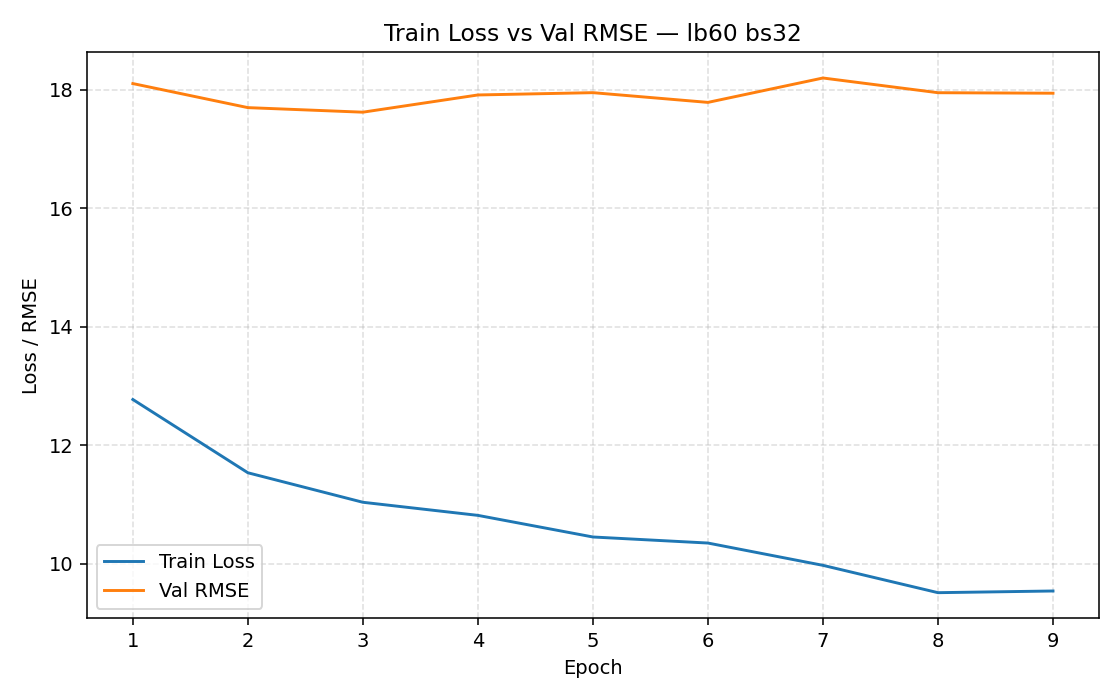 Train Loss vs Val RMSE — lb60 bs32
18
16
14
12
10
Loss / RMSE
Train Loss
Val RMSE
1 2 3 4 5 6 7 8 9
Epoch